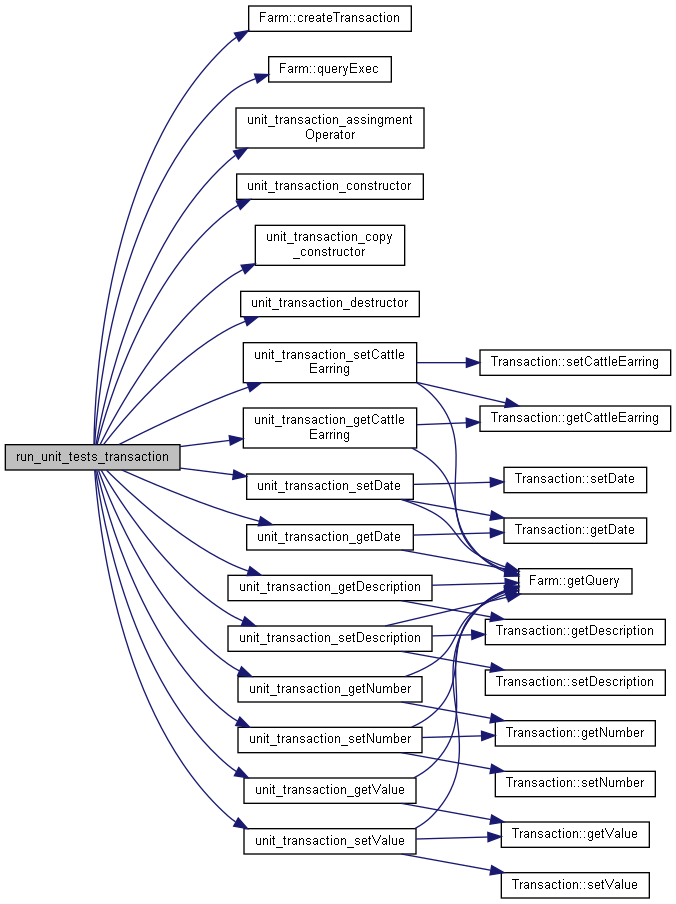 Farm::createTransaction
Farm::queryExec
unit_transaction_assingment
Operator
unit_transaction_constructor
unit_transaction_copy
_constructor
unit_transaction_destructor
unit_transaction_setCattle
Earring
Transaction::setCattleEarring
unit_transaction_getCattle
Earring
Transaction::getCattleEarring
run_unit_tests_transaction
unit_transaction_setDate
Transaction::setDate
unit_transaction_getDate
Transaction::getDate
unit_transaction_getDescription
Farm::getQuery
unit_transaction_setDescription
Transaction::getDescription
unit_transaction_getNumber
Transaction::setDescription
unit_transaction_setNumber
Transaction::getNumber
unit_transaction_getValue
Transaction::setNumber
unit_transaction_setValue
Transaction::getValue
Transaction::setValue